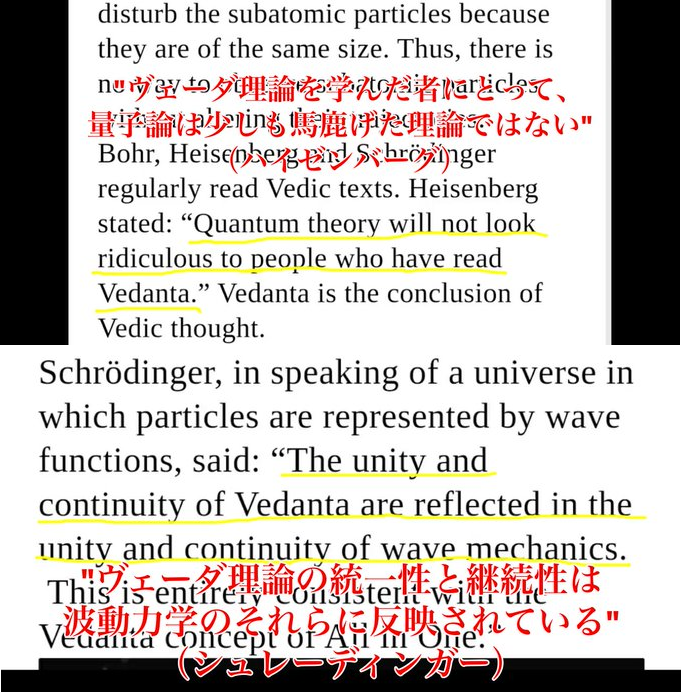 disturb the subatomic particles because
they are of the same size. Thus, there is
"ヴェーダ理論を学んだ者にとって、
量子論は少しも馬鹿げた理論ではない"
(ハイゼンバーグ)
Bohr, Heisenberg and Schrödinger
regularly read Vedic texts. Heisenberg
stated: “Quantum theory will not look
ridiculous to people who have read
Vedanta.” Vedanta is the conclusion of
Vedic thought.
Schrödinger, in speaking of a universe in
which particles are represented by wave
functions, said: “The unity and
continuity of Vedanta are reflected in the
unity and continuity of wave mechanics.
This is entirely consistent with the
"ヴェーダ理論の統一性と継続性は
波動力学のそれらに反映されている"
Vedanta concept of All in One.”
(シュレーディンガー)